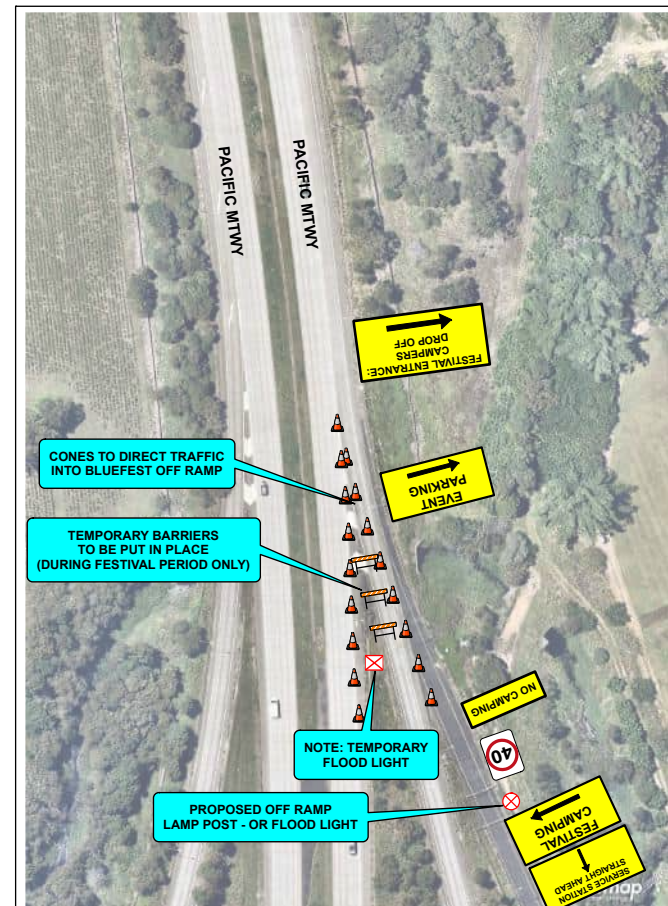 PACIFIC MTWY
PACIFIC MTWY
FESTIVAL ENTRANCE:
CAMPERS
DROP OFF
CONES TO DIRECT TRAFFIC
INTO BLUEFEST OFF RAMP
EVENT
PARKING
TEMPORARY BARRIERS
TO BE PUT IN PLACE
(DURING FESTIVAL PERIOD ONLY)
NO CAMPING
NOTE: TEMPORARY
FLOOD LIGHT
40
PROPOSED OFF RAMP
LAMP POST - OR FLOOD LIGHT
FESTIVAL
CAMPING
SERVICE STATION
STRAIGHT AHEAD